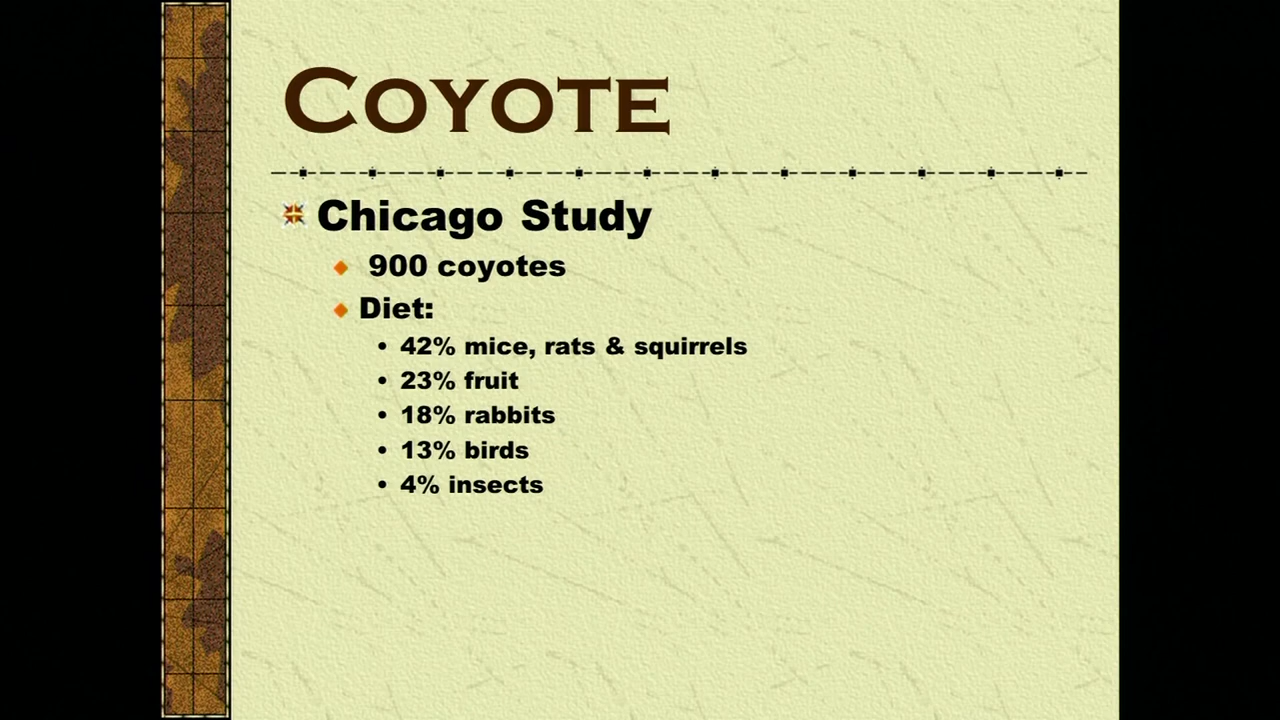 Coyote
Chicago Study
900 coyotes
Diet:
• 42% mice, rats & squirrels
• 23% fruit
• 18% rabbits
• 13% birds
• 4% insects